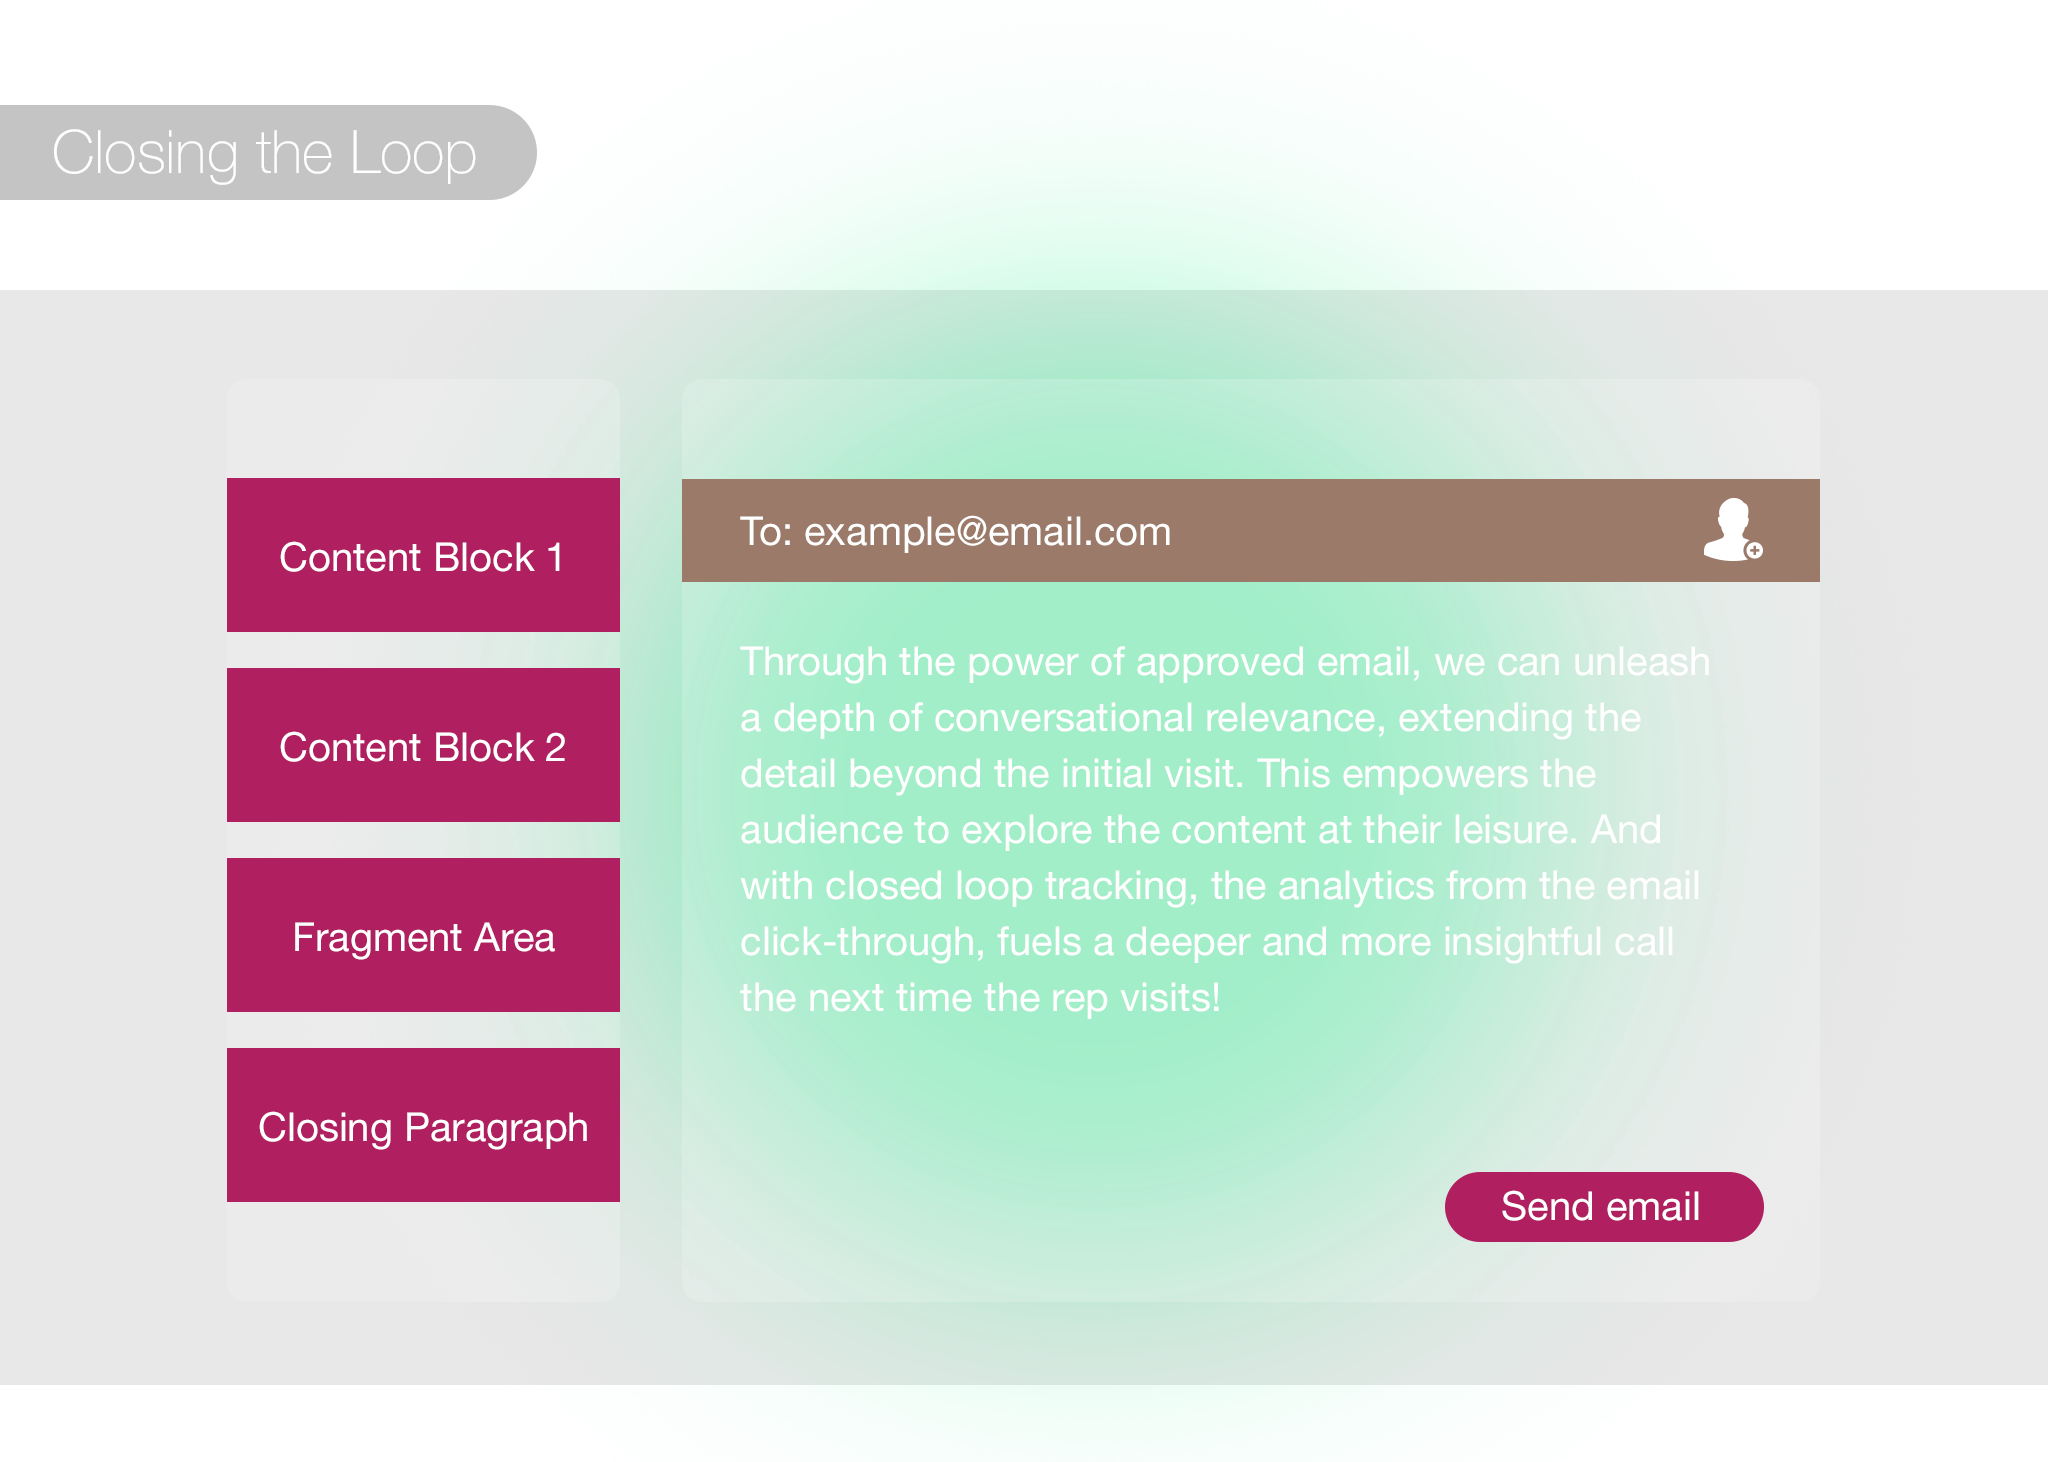 Closing the Loop
Content Block 1
Content Block 2
Fragment Area
Closing Paragraph
To: example@email.com
Through the power of approved email, we can unleash
a depth of conversational relevance, extending the
detail beyond the initial visit. This empowers the
audience to explore the content at their leisure. And
with closed loop tracking, the analytics from the email
click-through, fuels a deeper and more insightful call
the next time the rep visits!
Send email